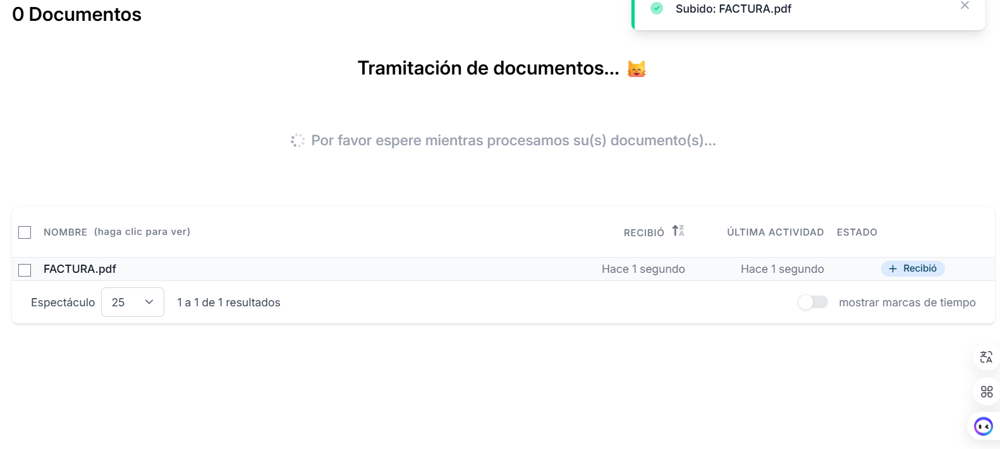 0 Documentos
Subido: FACTURA.pdf
Tramitación de documentos... 😸
Por favor espere mientras procesamos su(s) documento(s)...
NOMBRE (haga clic para ver) RECIBIÓ ÚLTIMA ACTIVIDAD ESTADO
FACTURA.pdf Hace 1 segundo Hace 1 segundo + Recibió
Espectáculo 25 1 a 1 de 1 resultados mostrar marcas de tiempo